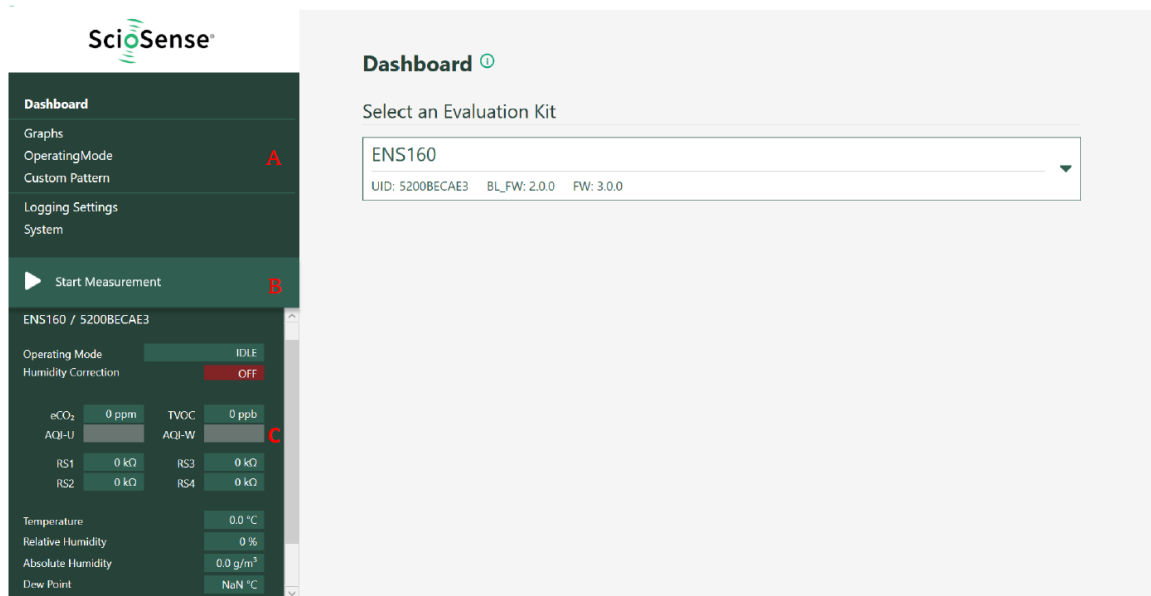 ScioSense®
Dashboard
Graphs
OperatingMode
Custom Pattern
A
Logging Settings
System
Start Measurement
B
ENS160 / 5200BECAE3
Operating Mode IDLE
Humidity Correction OFF
eCO₂ 0 ppm TVOC 0 ppb
AQI-U AQI-W
C
RS1 0 kΩ RS3 0 kΩ
RS2 0 kΩ RS4 0 kΩ
Temperature 0.0 °C
Relative Humidity 0 %
Absolute Humidity 0.0 g/m³
Dew Point NaN °C
Dashboard
Select an Evaluation Kit
ENS160
UID: 5200BECAE3 BL_FW: 2.0.0 FW: 3.0.0